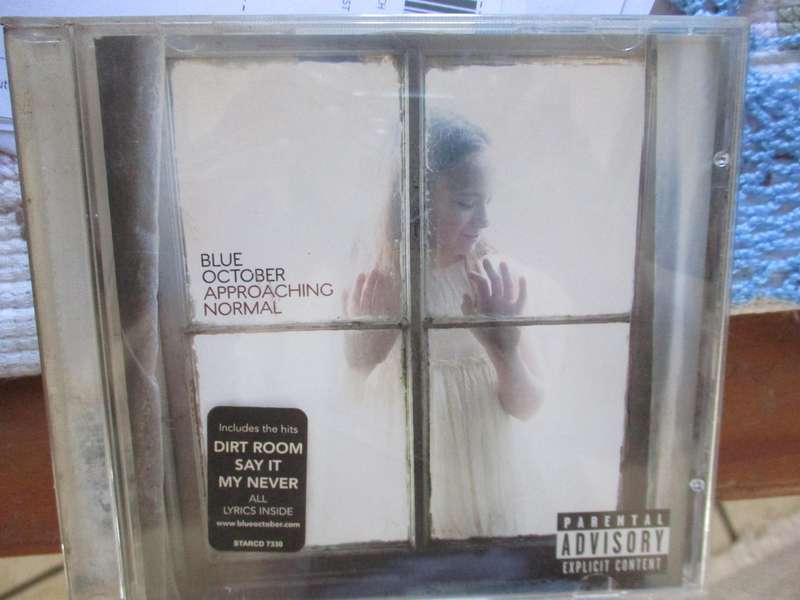 BLUE
OCTOBER
APPROACHING
NORMAL
Includes the hits
DIRT ROOM
SAY IT
MY NEVER
ALL
LYRICS INSIDE
www.blueoctober.com
STARCD 7330
PARENTAL
ADVISORY
EXPLICIT CONTENT